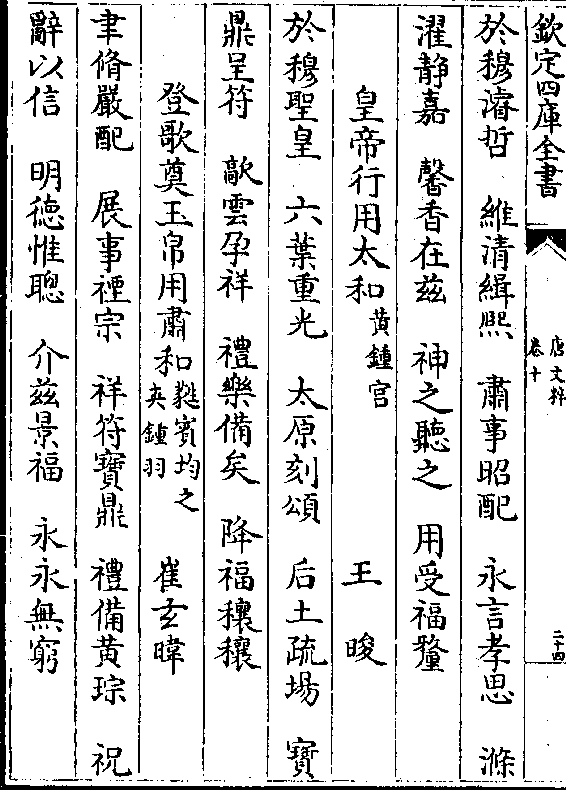 欽定四庫全書
唐文粹
卷十
二十四
於穆濬哲　維清緝熙　肅事昭配　永言孝思　滌
濯靜嘉　馨香在兹　神之聽之　用受福釐
皇帝行用太和黃鍾宫　王晙
於穆聖皇　六葉重光　太原刻頌　后土疏場　寶
鼎呈符　歊雲孕祥　禮樂備矣　降福穰穰
登歌奠玉帛用肅和蕤賓均之夾鍾羽　崔玄暐
聿脩嚴配　展事禋宗　祥符寶鼎　禮備黃琮　祝
辭以信　明德惟聰　介兹景福　永永無窮